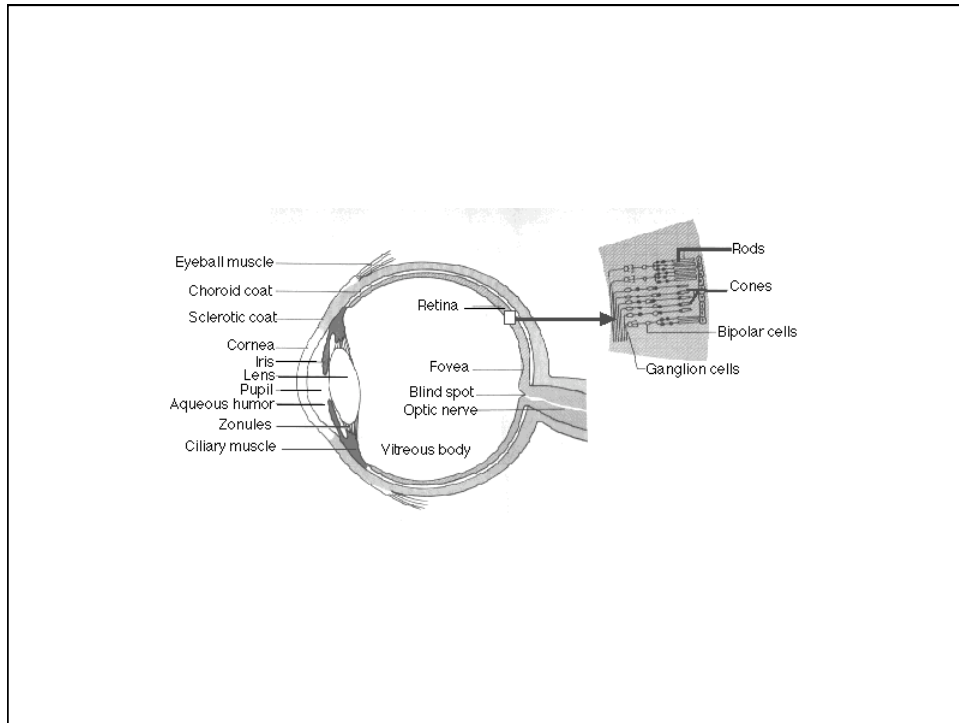 Eyeball muscle
Choroid coat
Sclerotic coat
Cornea
Iris
Lens
Pupil
Aqueous humor
Zonules
Ciliary muscle
Retina
Fovea
Blind spot
Optic nerve
Vitreous body
Rods
Cones
Bipolar cells
Ganglion cells